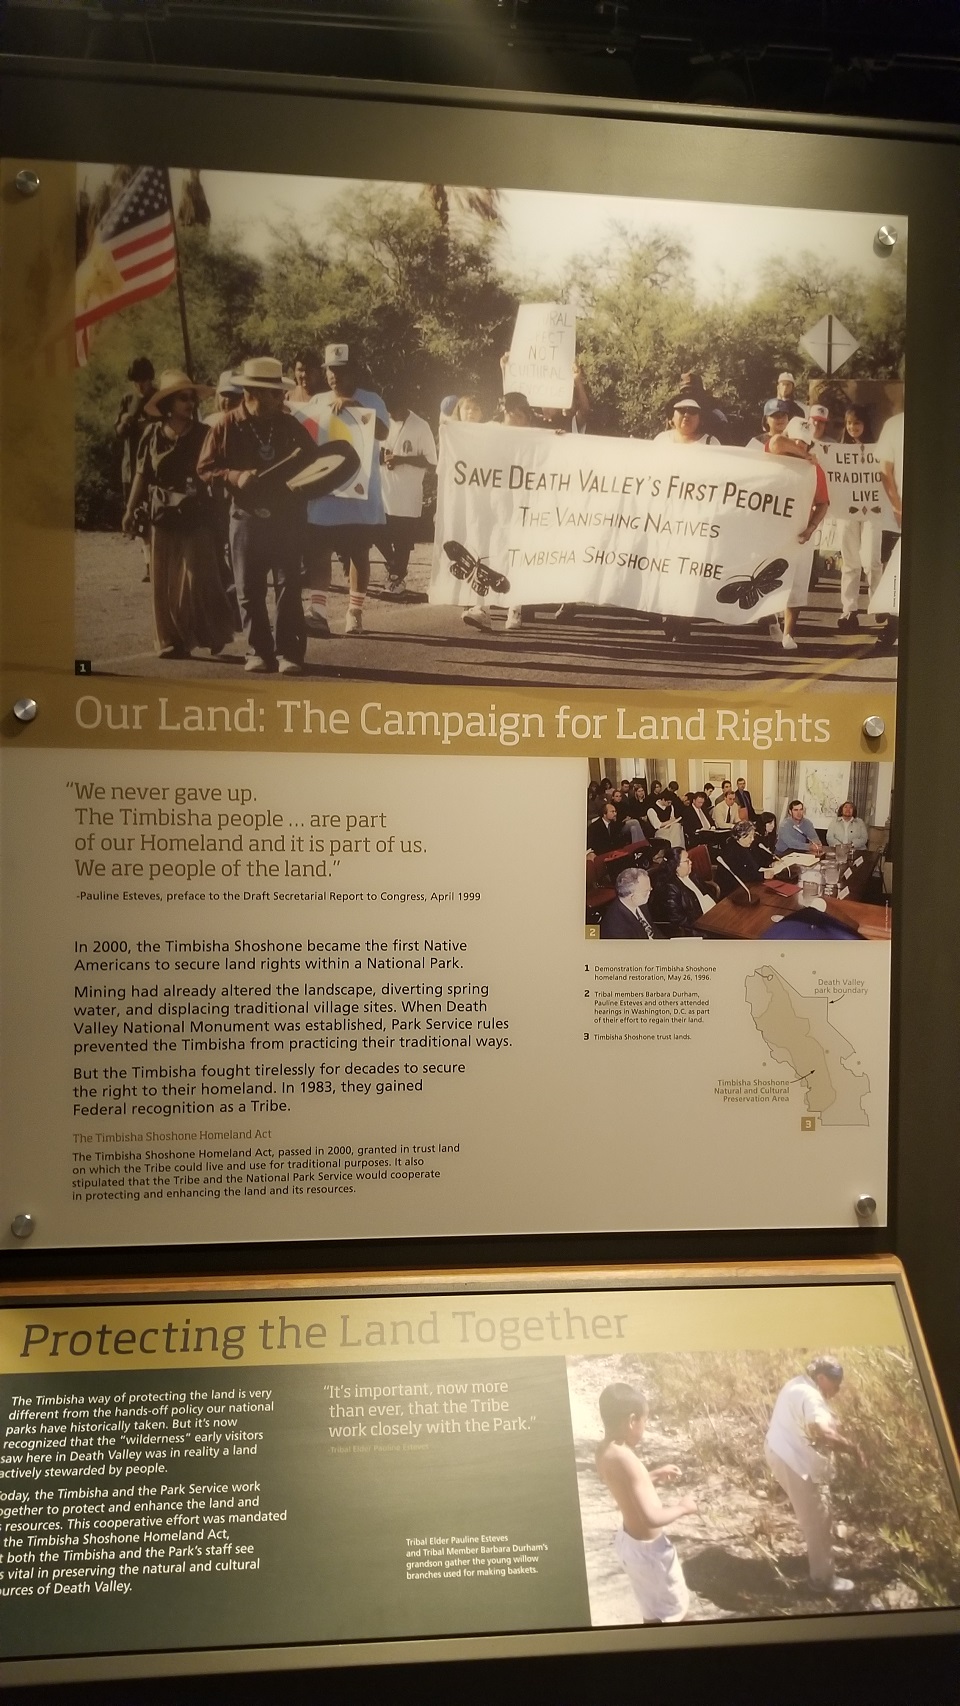 RAL
NOT
CULTURAL
SAVE DEATH VALLEY'S FIRST PEOPLE
THE VANISHING NATIVES
TIMBISHA SHOSHONE TRIBE
LET OU
TRADITIO
LIVE
1
Our Land: The Campaign for Land Rights
“We never gave up.
The Timbisha people ... are part
of our Homeland and it is part of us.
We are people of the land.”
-Pauline Esteves, preface to the Draft Secretarial Report to Congress, April 1999
In 2000, the Timbisha Shoshone became the first Native
Americans to secure land rights within a National Park.
Mining had already altered the landscape, diverting spring
water, and displacing traditional village sites. When Death
Valley National Monument was established, Park Service rules
prevented the Timbisha from practicing their traditional ways.
But the Timbisha fought tirelessly for decades to secure
the right to their homeland. In 1983, they gained
Federal recognition as a Tribe.
The Timbisha Shoshone Homeland Act
The Timbisha Shoshone Homeland Act, passed in 2000, granted in trust land
on which the Tribe could live and use for traditional purposes. It also
stipulated that the Tribe and the National Park Service would cooperate
in protecting and enhancing the land and its resources.
2
1 Demonstration for Timbisha Shoshone
homeland restoration, May 26, 1996.
2 Tribal members Barbara Durham,
Pauline Esteves and others attended
hearings in Washington, D.C. as part
of their effort to regain their land.
3 Timbisha Shoshone trust lands.
Death Valley
park boundary
Timbisha Shoshone
Natural and Cultural
Preservation Area
3
Protecting the Land Together
The Timbisha way of protecting the land is very
different from the hands-off policy our national
parks have historically taken. But it's now
recognized that the “wilderness” early visitors
saw here in Death Valley was in reality a land
actively stewarded by people.
oday, the Timbisha and the Park Service work
ogether to protect and enhance the land and
s resources. This cooperative effort was mandated
the Timbisha Shoshone Homeland Act,
t both the Timbisha and the Park's staff see
s vital in preserving the natural and cultural
ources of Death Valley.
“It's important, now more
than ever, that the Tribe
work closely with the Park.”
-Tribal Elder Pauline Esteves
Tribal Elder Pauline Esteves
and Tribal Member Barbara Durham's
grandson gather the young willow
branches used for making baskets.